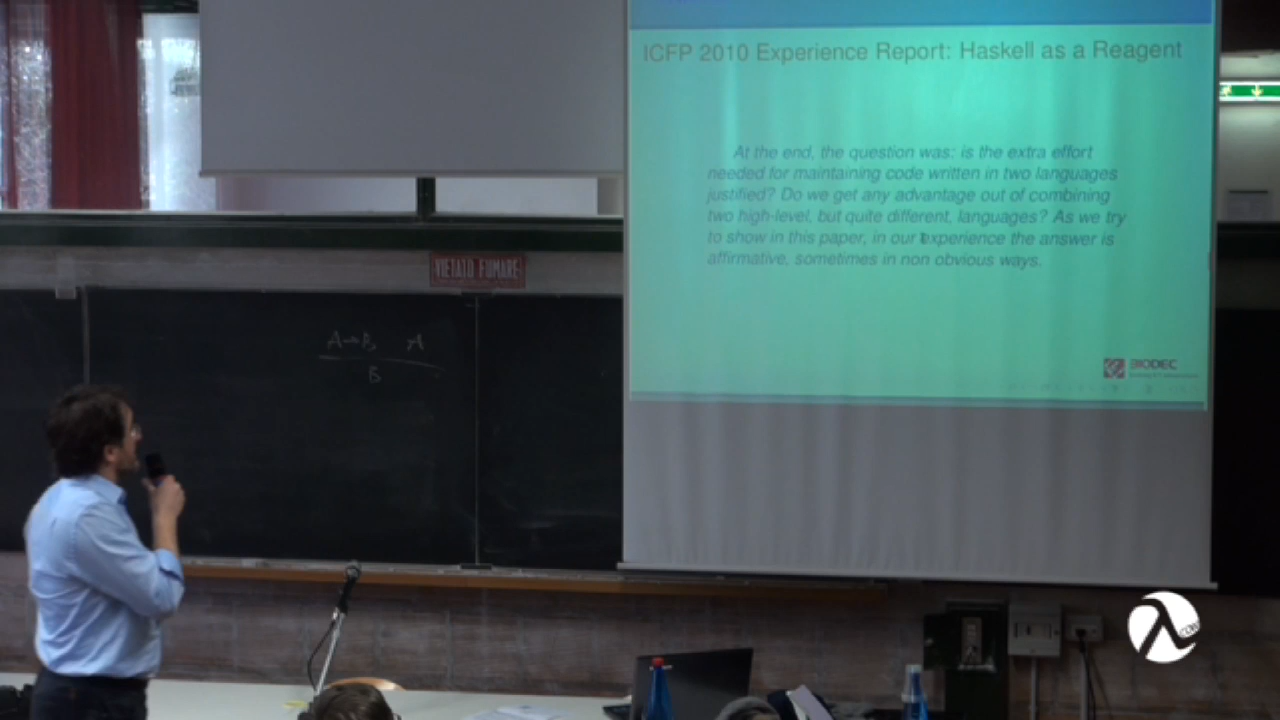 ICFP 2010 Experience Report: Haskell as a Reagent
At the end, the question was: is the extra effort
needed for maintaining code written in two languages
justified? Do we get any advantage out of combining
two high-level, but quite different, languages? As we try
to show in this paper, in our experience the answer is
affirmative, sometimes in non obvious ways.
BIODEC
VIETATO FUMARE
A→B, A
B
λ
CON